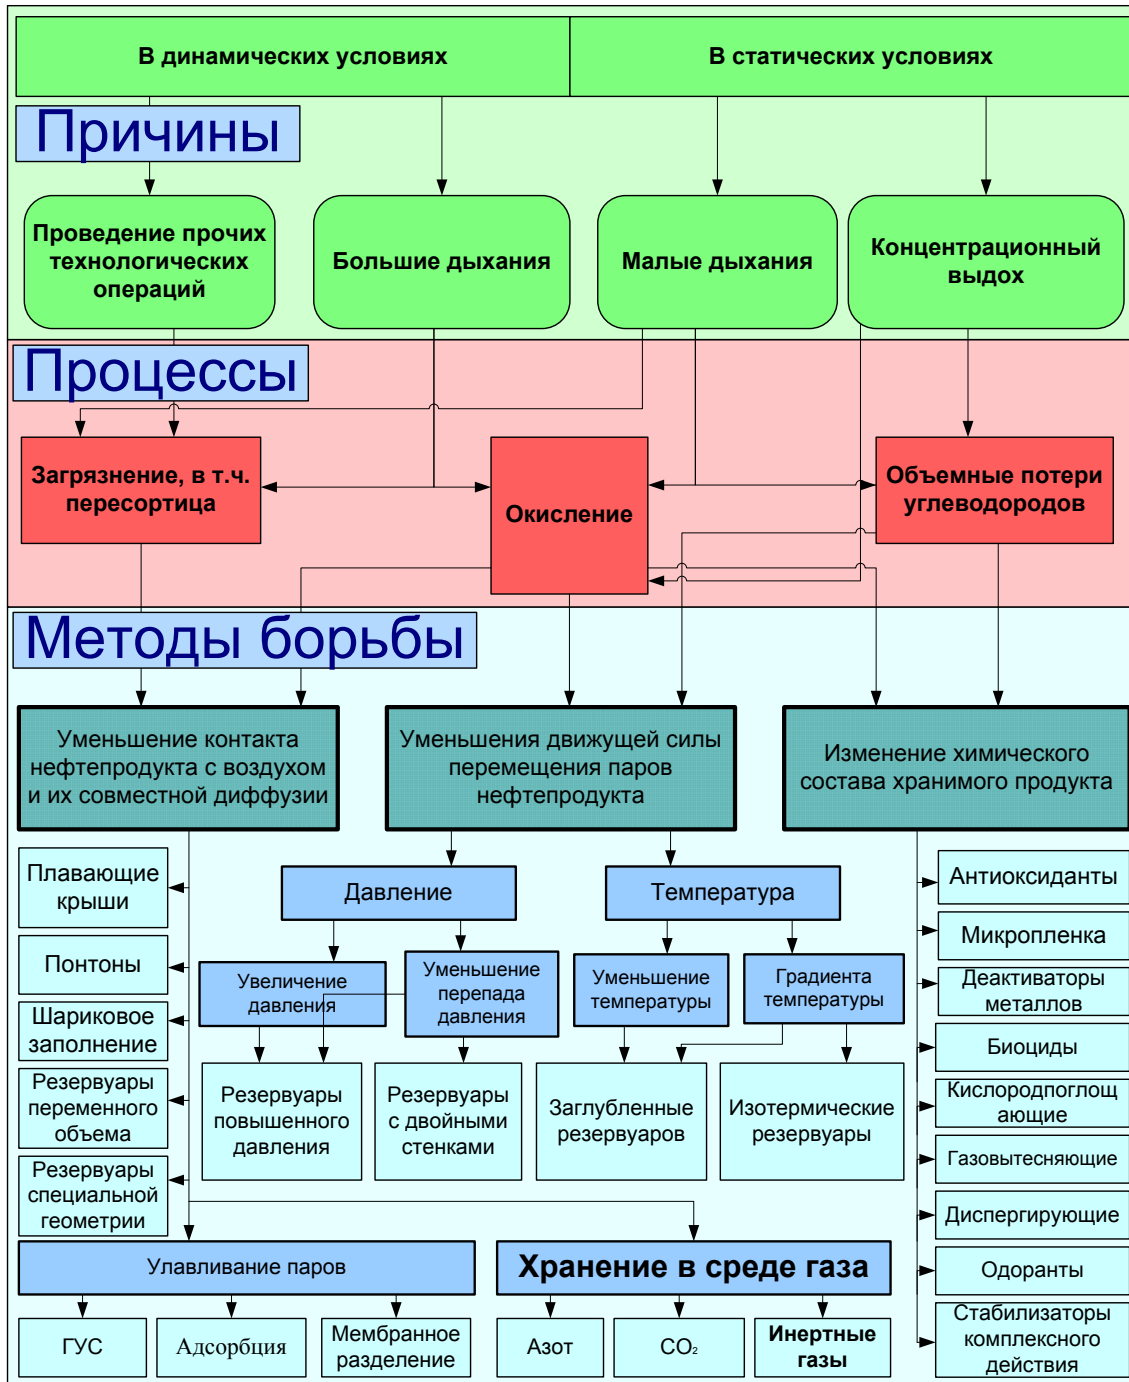 В динамических условиях
В статических условиях
Причины
Проведение прочих
технологических
операций
Большие дыхания
Малые дыхания
Концентрационный
выдох
Процессы
Загрязнение, в т.ч.
пересортица
Окисление
Объемные потери
углеводородов
Методы борьбы
Уменьшение контакта
нефтепродукта с воздухом
и их совместной диффузии
Уменьшения движущей силы
перемещения паров
нефтепродукта
Изменение химического
состава хранимого продукта
Плавающие
крыши
Понтоны
Шариковое
заполнение
Резервуары
переменного
объема
Резервуары
специальной
геометрии
Давление
Температура
Увеличение
давления
Уменьшение
перепада
давления
Уменьшение
температуры
Градиента
температуры
Резервуары
повышенного
давления
Резервуары
с двойными
стенками
Заглубленные
резервуаров
Изотермические
резервуары
Антиоксиданты
Микропленка
Деактиваторы
металлов
Биоциды
Кислородпоглощ
ающие
Газовытесняющие
Диспергирующие
Одоранты
Стабилизаторы
комплексного
действия
Улавливание паров
Хранение в среде газа
ГУС
Адсорбция
Мембранное
разделение
Азот
CO₂
Инертные
газы